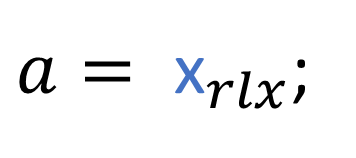 a = x_rlx;